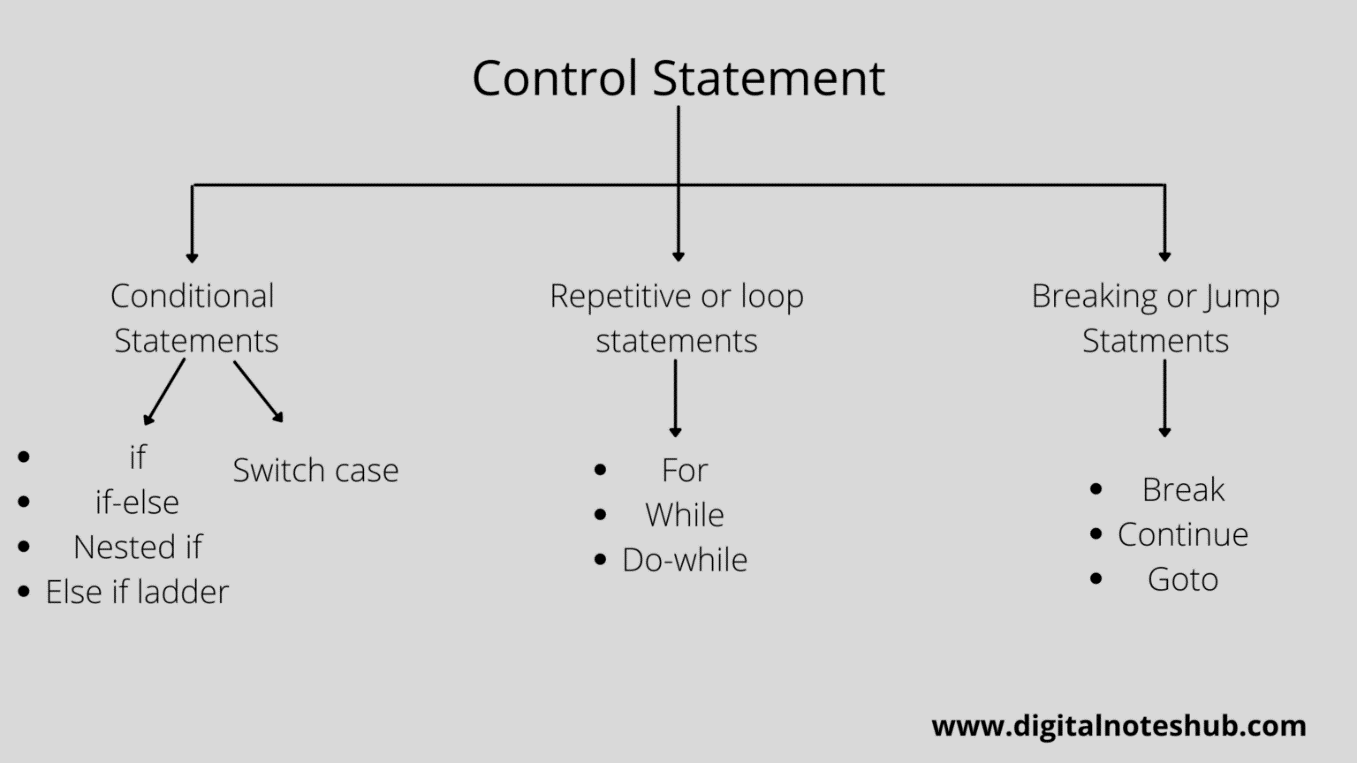 Control Statement
Conditional
Statements
if
if-else
Nested if
Else if ladder
Switch case
Repetitive or loop
statements
For
While
Do-while
Breaking or Jump
Statments
Break
Continue
Goto
www.digitalnoteshub.com